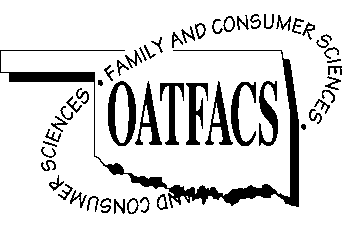 FAMILY AND CONSUMER SCIENCES
OATFACS
AND CONSUMER SCIENCES